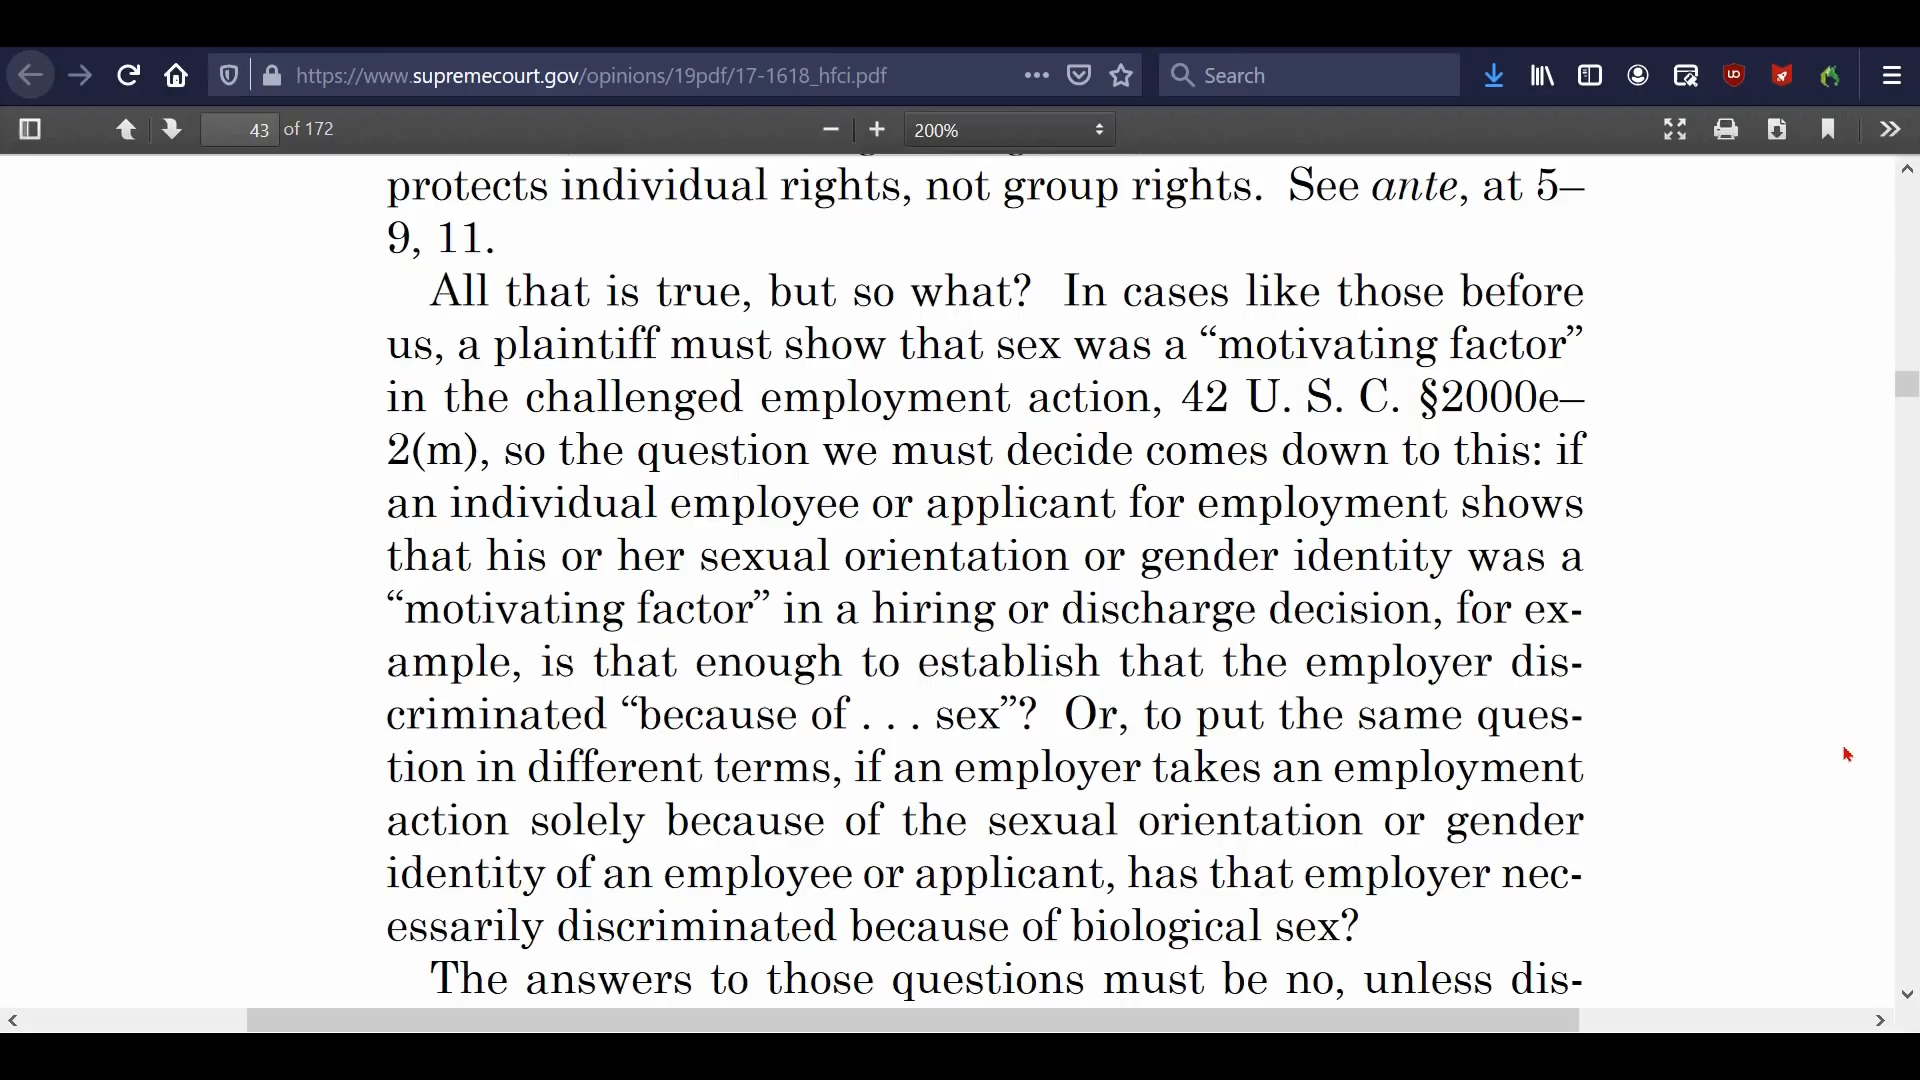 https://www.supremecourt.gov/opinions/19pdf/17-1618_hfci.pdf
Search
43 of 172
200%
protects individual rights, not group rights. See ante, at 5–
9, 11.
All that is true, but so what? In cases like those before
us, a plaintiff must show that sex was a “motivating factor”
in the challenged employment action, 42 U. S. C. §2000e–
2(m), so the question we must decide comes down to this: if
an individual employee or applicant for employment shows
that his or her sexual orientation or gender identity was a
“motivating factor” in a hiring or discharge decision, for ex-
ample, is that enough to establish that the employer dis-
criminated “because of . . . sex”? Or, to put the same ques-
tion in different terms, if an employer takes an employment
action solely because of the sexual orientation or gender
identity of an employee or applicant, has that employer nec-
essarily discriminated because of biological sex?
The answers to those questions must be no, unless dis-